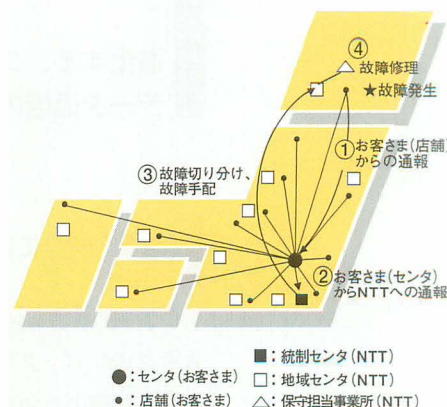 ④
故障修理
★故障発生
①お客さま(店舗)
からの通報
③故障切り分け、
故障手配
②お客さま(センタ)
からNTTへの通報
■：統制センタ(NTT)
●：センタ(お客さま) □：地域センタ(NTT)
•：店舗(お客さま) △：保守担当事業所(NTT)